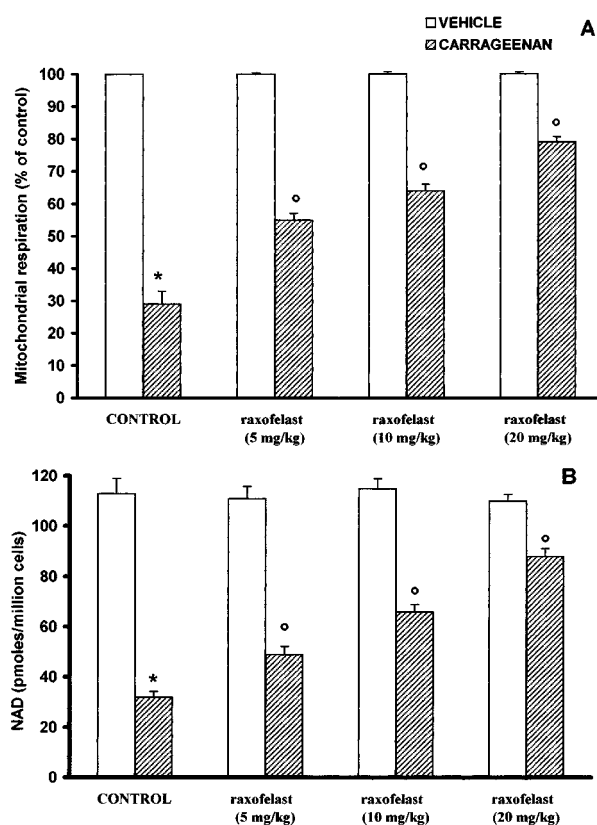 VEHICLE
CARRAGEENAN
A
Mitochondrial respiration (% of control)
100
90
80
70
60
50
40
30
20
10
0
*
°
°
°
CONTROL
raxofelast
(5 mg/kg)
raxofelast
(10 mg/kg)
raxofelast
(20 mg/kg)
B
NAD (pmoles/million cells)
120
100
80
60
40
20
0
*
°
°
°
CONTROL
raxofelast
(5 mg/kg)
raxofelast
(10 mg/kg)
raxofelast
(20 mg/kg)